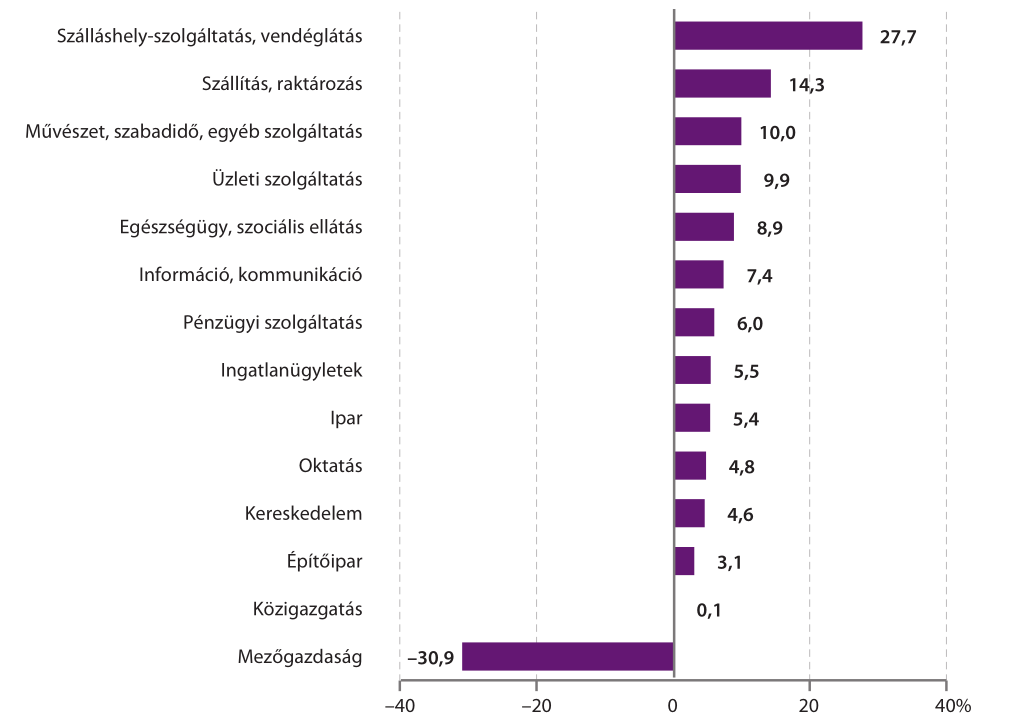 Szálláshely-szolgáltatás, vendéglátás 27,7
Szállítás, raktározás 14,3
Művészet, szabadidő, egyéb szolgáltatás 10,0
Üzleti szolgáltatás 9,9
Egészségügy, szociális ellátás 8,9
Információ, kommunikáció 7,4
Pénzügyi szolgáltatás 6,0
Ingatlanügyletek 5,5
Ipar 5,4
Oktatás 4,8
Kereskedelem 4,6
Építőipar 3,1
Közigazgatás 0,1
Mezőgazdaság –30,9
–40 –20 0 20 40%